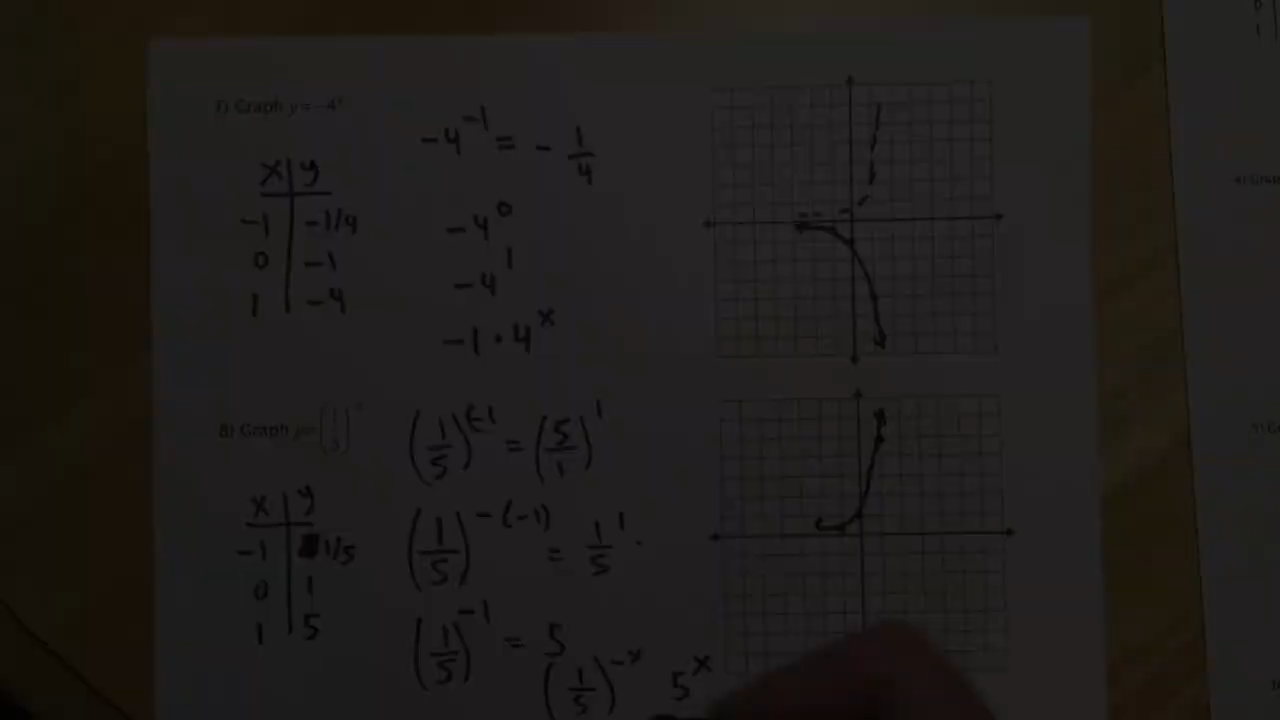 7) Graph y = -4ˣ
-4⁻¹ = - 1/4
x | y
-1 | -1/4
0 | -1
1 | -4
-4⁰
-4¹
-1 · 4ˣ
8) Graph y =
(1/5)⁻¹ = (5/1)¹
x | y
-1 | 1/5
0 | 1
1 | 5
(1/5)^-(-1) = 1/5¹
(1/5)⁻¹ = 5
(1/5)⁻ˣ 5ˣ
0
1